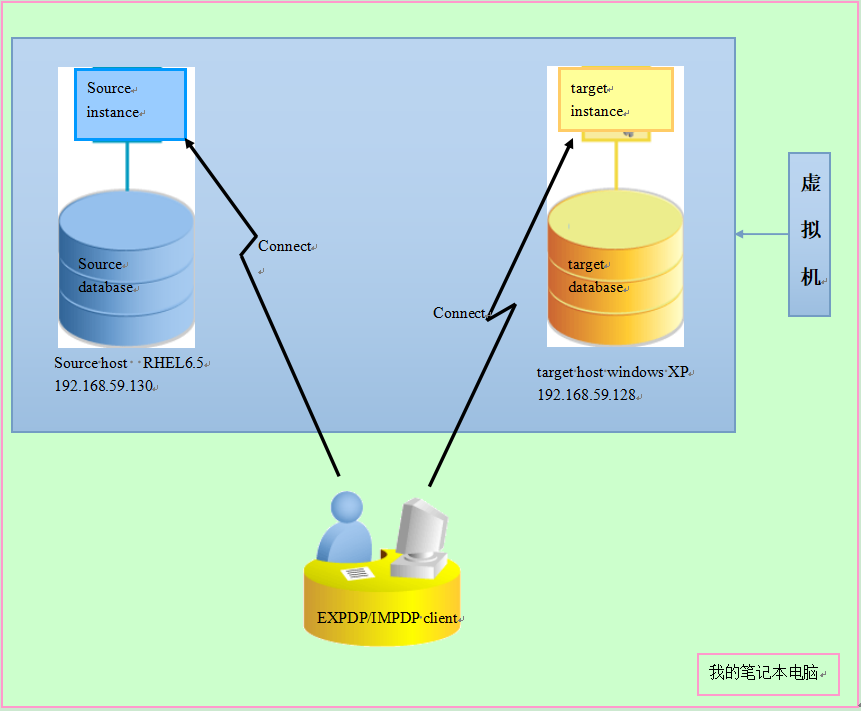 Source
instance
target
instance
虚
拟
机
Connect
Source
database
target
database
Connect
Source host  RHEL6.5
192.168.59.130
target host windows XP
192.168.59.128
EXPDP/IMPDP client
我的笔记本电脑